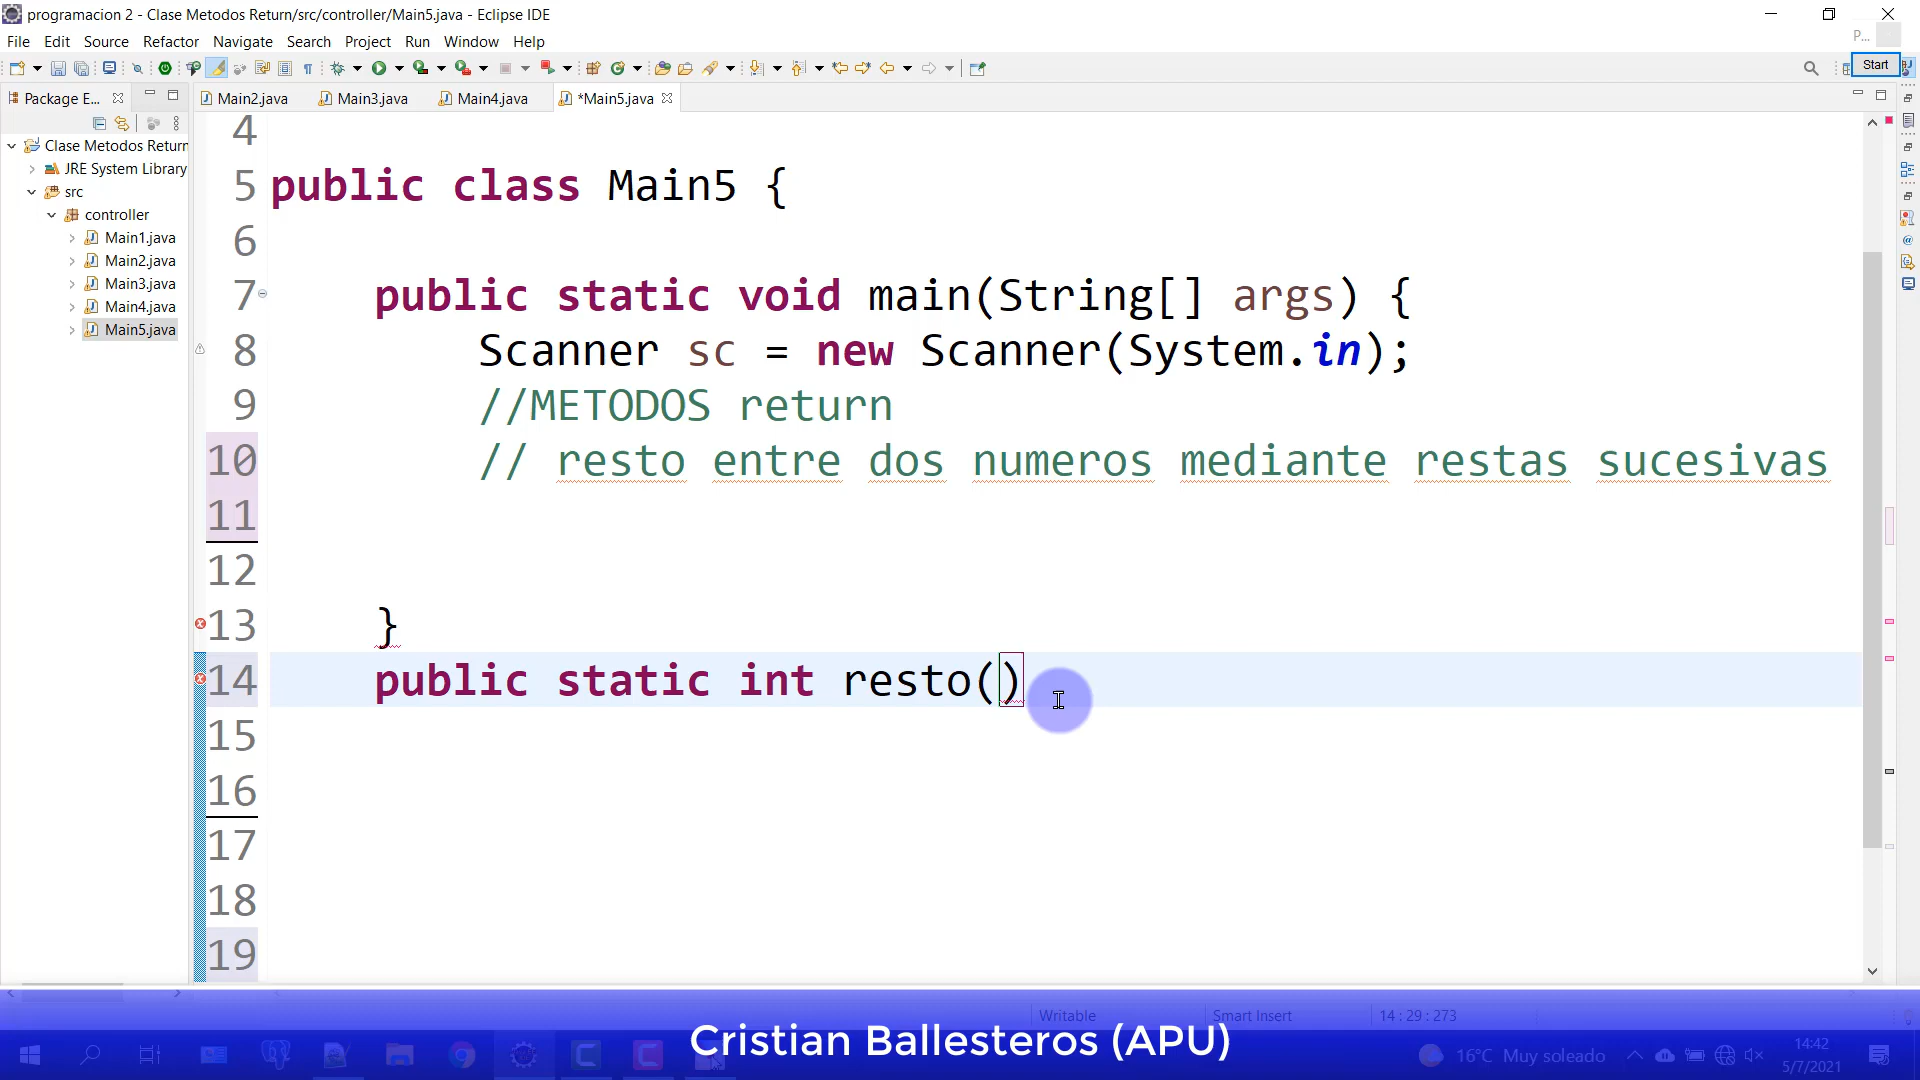 programacion 2 - Clase Metodos Return/src/controller/Main5.java - Eclipse IDE
File Edit Source Refactor Navigate Search Project Run Window Help
P...
Start
Package E...
Main2.java
Main3.java
Main4.java
*Main5.java
Clase Metodos Return
JRE System Library
src
controller
Main1.java
Main2.java
Main3.java
Main4.java
Main5.java
4
5 public class Main5 {
6
7 public static void main(String[] args) {
8 Scanner sc = new Scanner(System.in);
9 //METODOS return
10 // resto entre dos numeros mediante restas sucesivas
11
12
13 }
14 public static int resto()
15
16
17
18
19
Writable Smart Insert 14 : 29 : 273
Cristian Ballesteros (APU)
16°C Muy soleado
14:42
5/7/2021